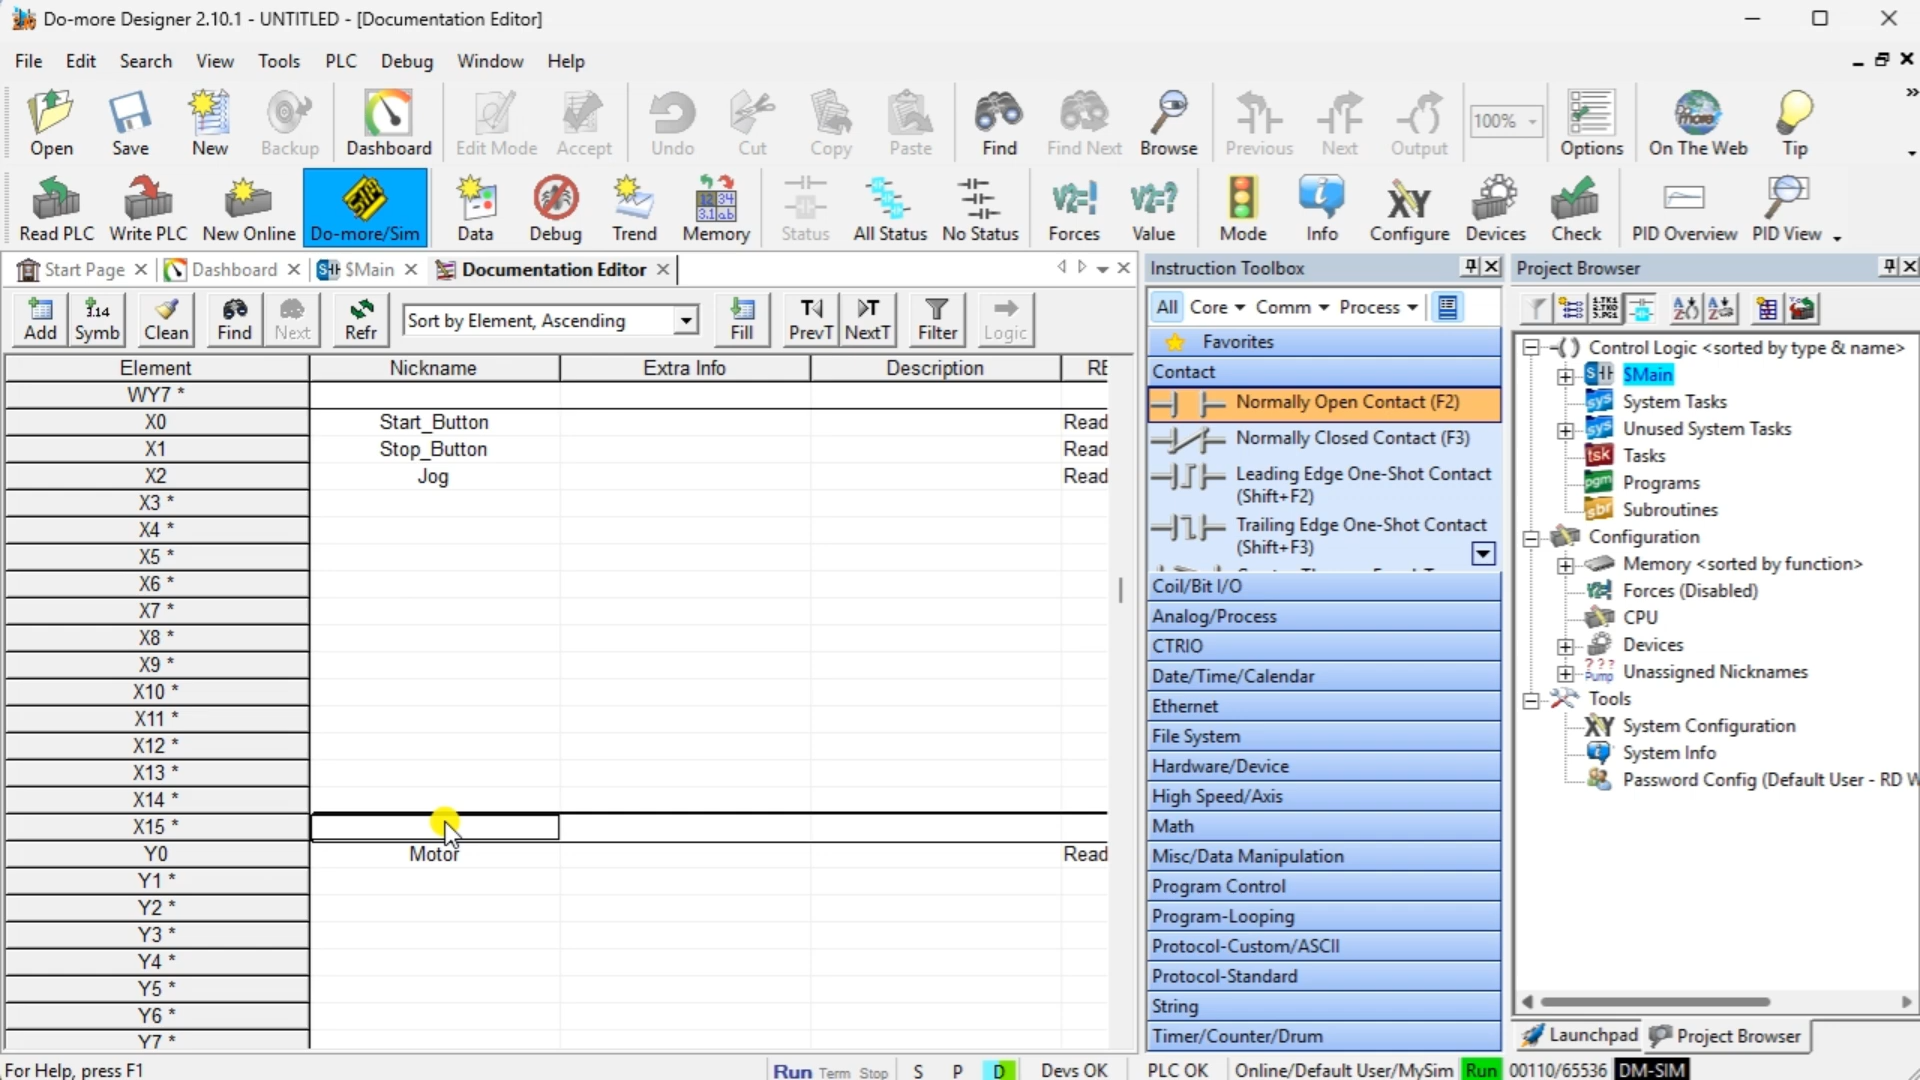 Do-more Designer 2.10.1 - UNTITLED - [Documentation Editor]
File Edit Search View Tools PLC Debug Window Help
Open Save New Backup Dashboard Edit Mode Accept Undo Cut Copy Paste Find Find Next Browse Previous Next Output 100% Options On The Web Tip
Read PLC Write PLC New Online Do-more/Sim Data Debug Trend Memory Status All Status No Status Forces Value Mode Info Configure Devices Check PID Overview PID View
Start Page Dashboard $Main Documentation Editor
Add Symb Clean Find Next Refr Sort by Element, Ascending Fill PrevT NextT Filter Logic
Element Nickname Extra Info Description RE
WY7 *
X0 Start_Button Read
X1 Stop_Button Read
X2 Jog Read
X3 *
X4 *
X5 *
X6 *
X7 *
X8 *
X9 *
X10 *
X11 *
X12 *
X13 *
X14 *
X15 *
Y0 Motor Read
Y1 *
Y2 *
Y3 *
Y4 *
Y5 *
Y6 *
Y7 *
Instruction Toolbox
All Core Comm Process
Favorites
Contact
Normally Open Contact (F2)
Normally Closed Contact (F3)
Leading Edge One-Shot Contact
(Shift+F2)
Trailing Edge One-Shot Contact
(Shift+F3)
Coil/Bit I/O
Analog/Process
CTRIO
Date/Time/Calendar
Ethernet
File System
Hardware/Device
High Speed/Axis
Math
Misc/Data Manipulation
Program Control
Program-Looping
Protocol-Custom/ASCII
Protocol-Standard
String
Timer/Counter/Drum
Project Browser
Control Logic <sorted by type & name>
$Main
System Tasks
Unused System Tasks
Tasks
Programs
Subroutines
Configuration
Memory <sorted by function>
Forces (Disabled)
CPU
Devices
Unassigned Nicknames
Tools
System Configuration
System Info
Password Config (Default User - RD W
Launchpad Project Browser
For Help, press F1 Run Term Stop S P D Devs OK PLC OK Online/Default User/MySim Run 00110/65536 DM-SIM